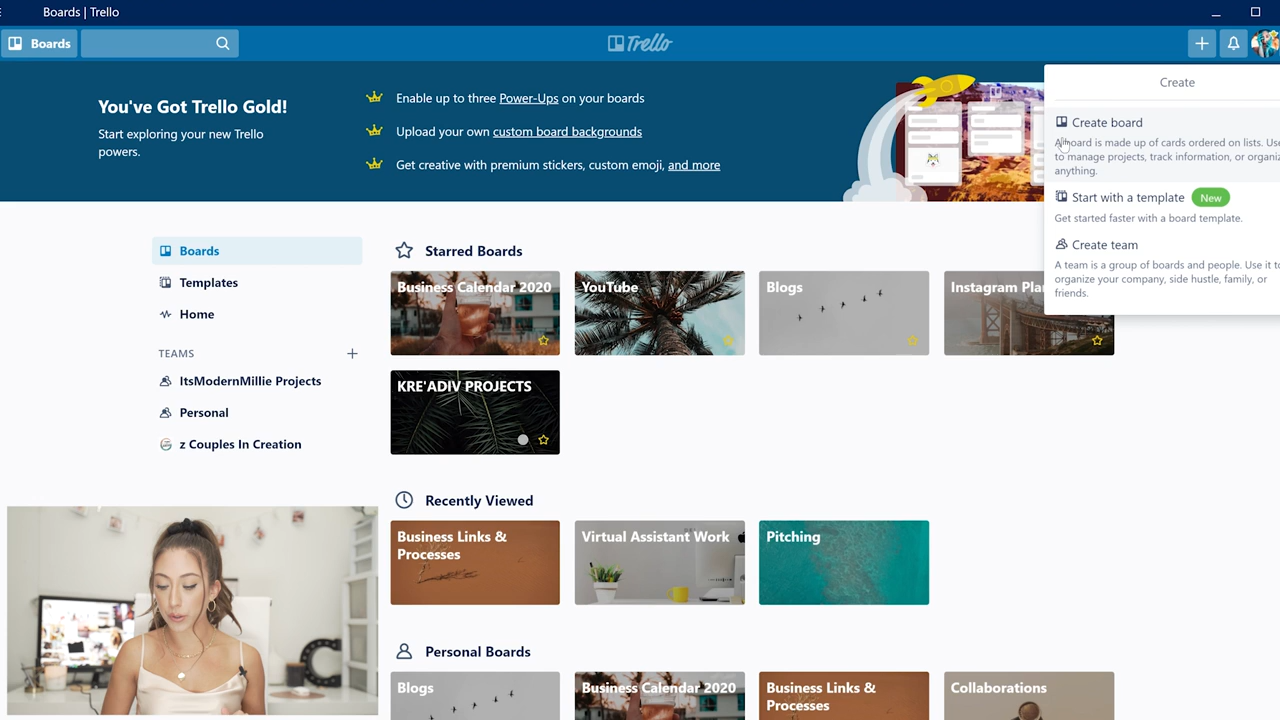 Boards | Trello
Boards
Trello
You've Got Trello Gold!
Start exploring your new Trello
powers.
Enable up to three Power-Ups on your boards
Upload your own custom board backgrounds
Get creative with premium stickers, custom emoji, and more
Create
Create board
A board is made up of cards ordered on lists. Use
to manage projects, track information, or organiz
anything.
Start with a template New
Get started faster with a board template.
Create team
A team is a group of boards and people. Use it to
organize your company, side hustle, family, or
friends.
Boards
Templates
Home
TEAMS
ItsModernMillie Projects
Personal
z Couples In Creation
Starred Boards
Business Calendar 2020
YouTube
Blogs
Instagram Pla
KRE'ADIV PROJECTS
Recently Viewed
Business Links &
Processes
Virtual Assistant Work
Pitching
Personal Boards
Blogs
Business Calendar 2020
Business Links &
Processes
Collaborations